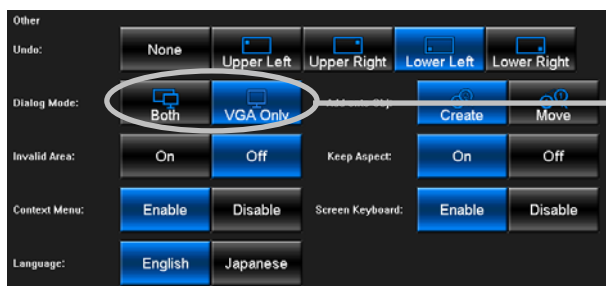 Other
Undo: None Upper Left Upper Right Lower Left Lower Right
Dialog Mode: Both VGA Only Create Move
Invalid Area: On Off Keep Aspect: On Off
Context Menu: Enable Disable Screen Keyboard: Enable Disable
Language: English Japanese